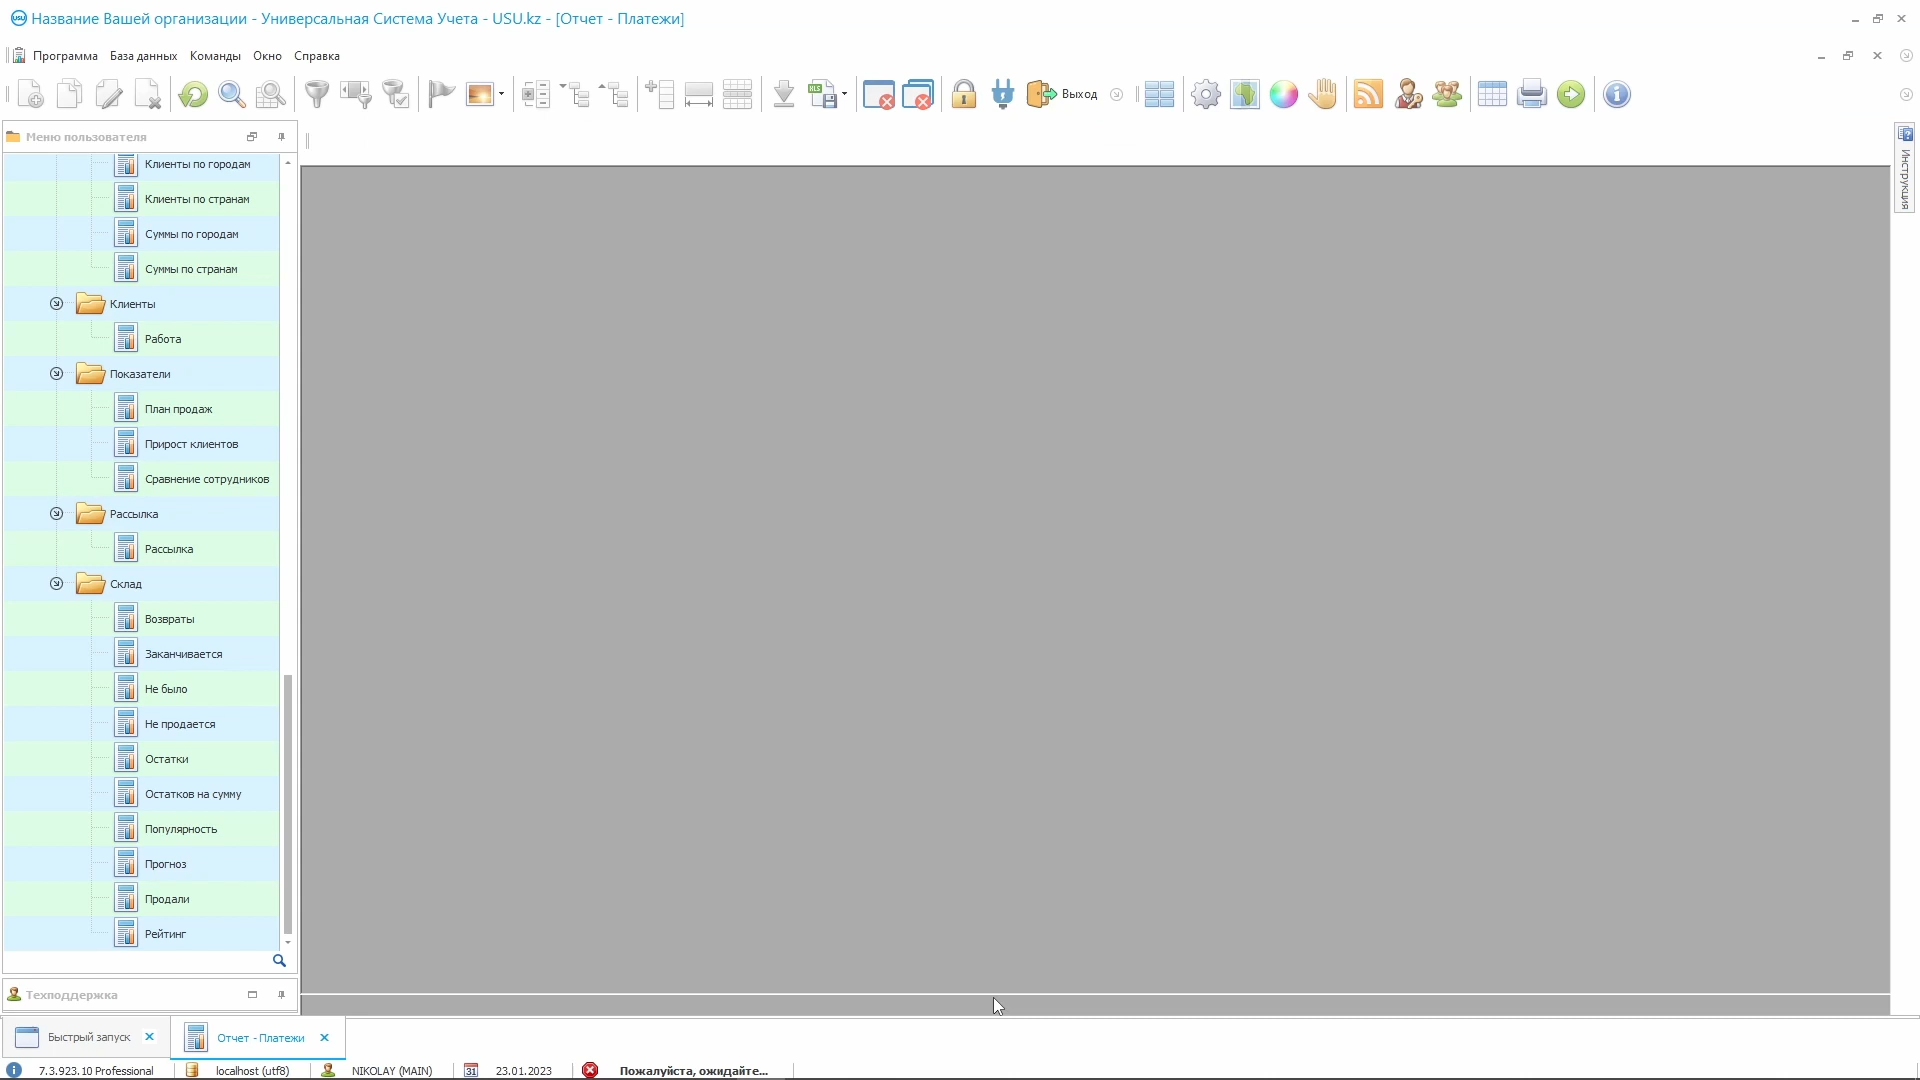 Название Вашей организации - Универсальная Система Учета - USU.kz - [Отчет - Платежи]
Программа База данных Команды Окно Справка
XLS
Выход
Меню пользователя
Инструкция
Клиенты по городам
Клиенты по странам
Суммы по городам
Суммы по странам
Клиенты
Работа
Показатели
План продаж
Прирост клиентов
Сравнение сотрудников
Рассылка
Рассылка
Склад
Возвраты
Заканчивается
Не было
Не продается
Остатки
Остатков на сумму
Популярность
Прогноз
Продали
Рейтинг
Техподдержка
Быстрый запуск
Отчет - Платежи
7.3.923.10 Professional localhost (utf8) NIKOLAY (MAIN) 31 23.01.2023 Пожалуйста, ожидайте...